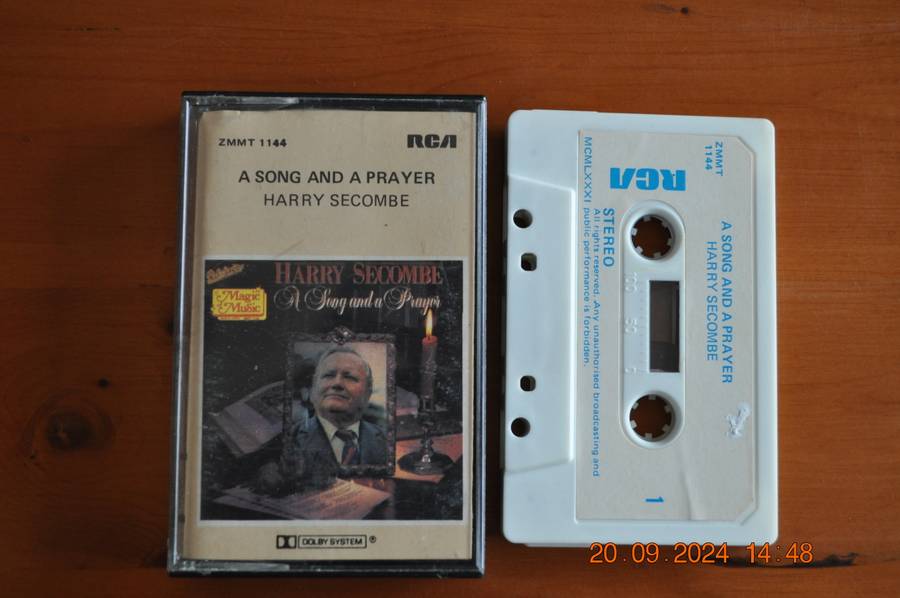 ZMMT 1144
RCA
A SONG AND A PRAYER
HARRY SECOMBE
HARRY SECOMBE
A Song and a Prayer
Magic
Music
DOLBY SYSTEM ®
ZMMT
1144
RCA
A SONG AND A PRAYER
HARRY SECOMBE
STEREO
MCMLXXXI
All rights reserved. Any unauthorised broadcasting and
public performance is forbidden.
100 50
1
20.09.2024 14:48